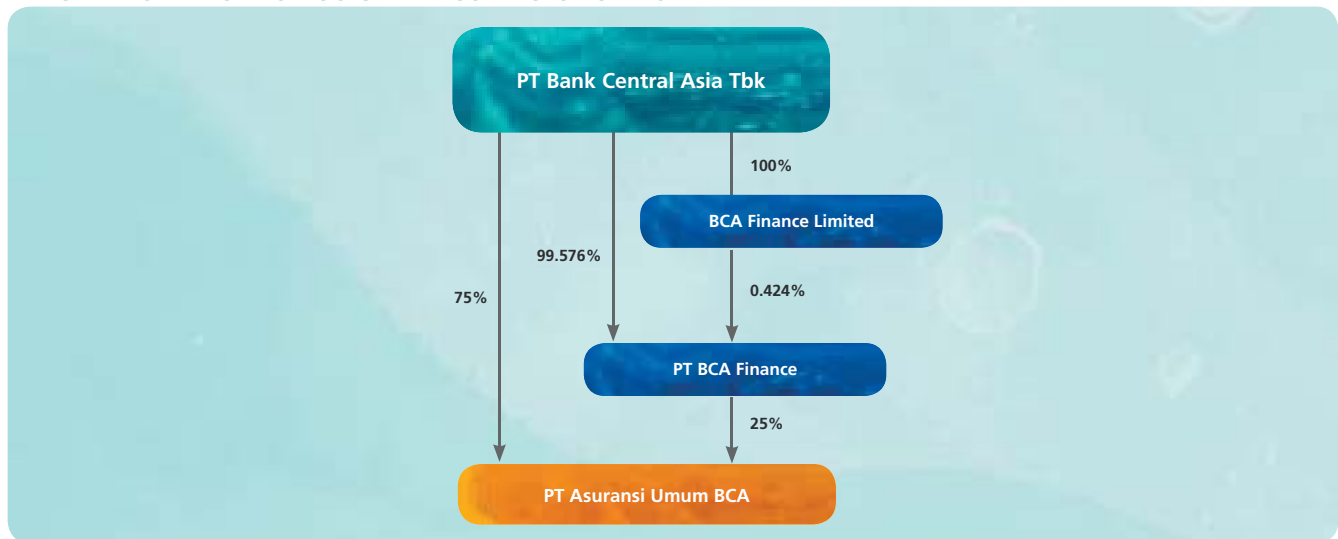 PT Bank Central Asia Tbk
100%
BCA Finance Limited
99.576%
75%
0.424%
PT BCA Finance
25%
PT Asuransi Umum BCA